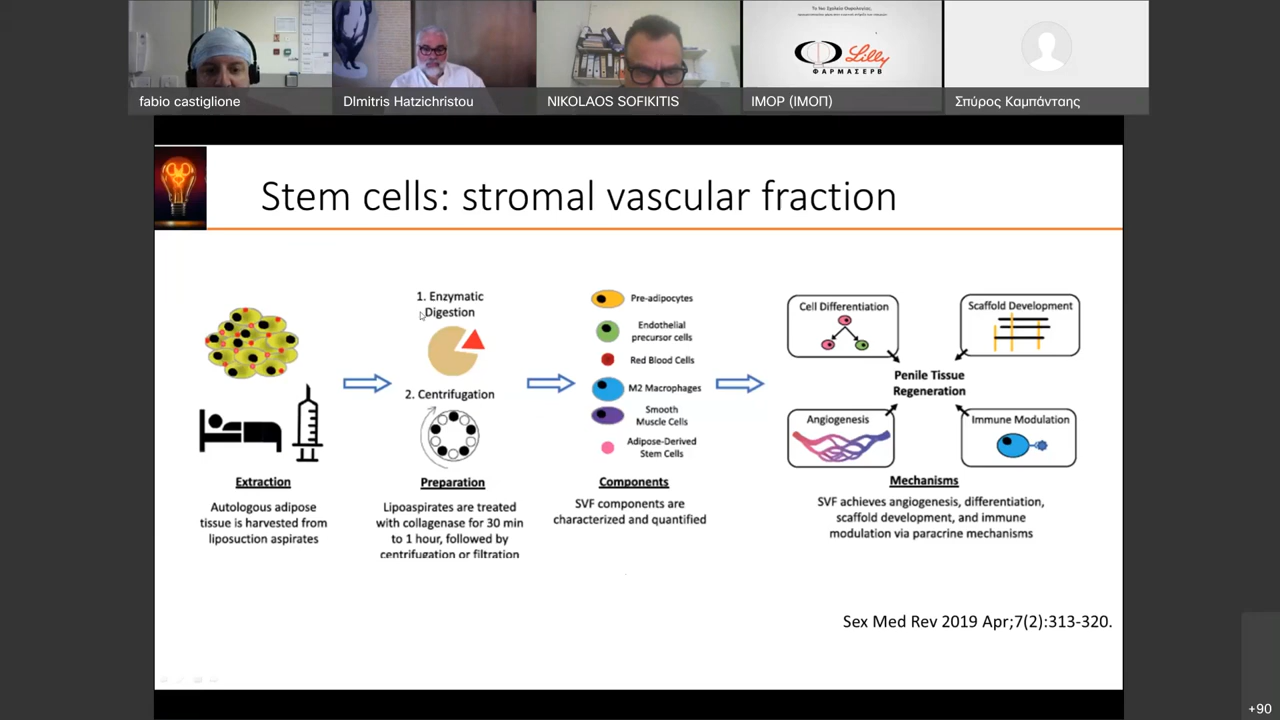 Το 1ο Σχολείο Ουρολογίας,
fabio castiglione
DImitris Hatzichristou
NIKOLAOS SOFIKITIS
Lilly
ΦΑΡΜΑΣΕΡΒ
IMOP (ΙΜΟΠ)
Σπύρος Καμπάνταης
Stem cells: stromal vascular fraction
1. Enzymatic
Digestion
2. Centrifugation
Pre-adipocytes
Endothelial
precursor cells
Red Blood Cells
M2 Macrophages
Smooth
Muscle Cells
Adipose-Derived
Stem Cells
Cell Differentiation
Scaffold Development
Penile Tissue
Regeneration
Angiogenesis
Immune Modulation
Extraction
Autologous adipose
tissue is harvested from
liposuction aspirates
Preparation
Lipoaspirates are treated
with collagenase for 30 min
to 1 hour, followed by
centrifugation or filtration
Components
SVF components are
characterized and quantified
Mechanisms
SVF achieves angiogenesis, differentiation,
scaffold development, and immune
modulation via paracrine mechanisms
Sex Med Rev 2019 Apr;7(2):313-320.
+90